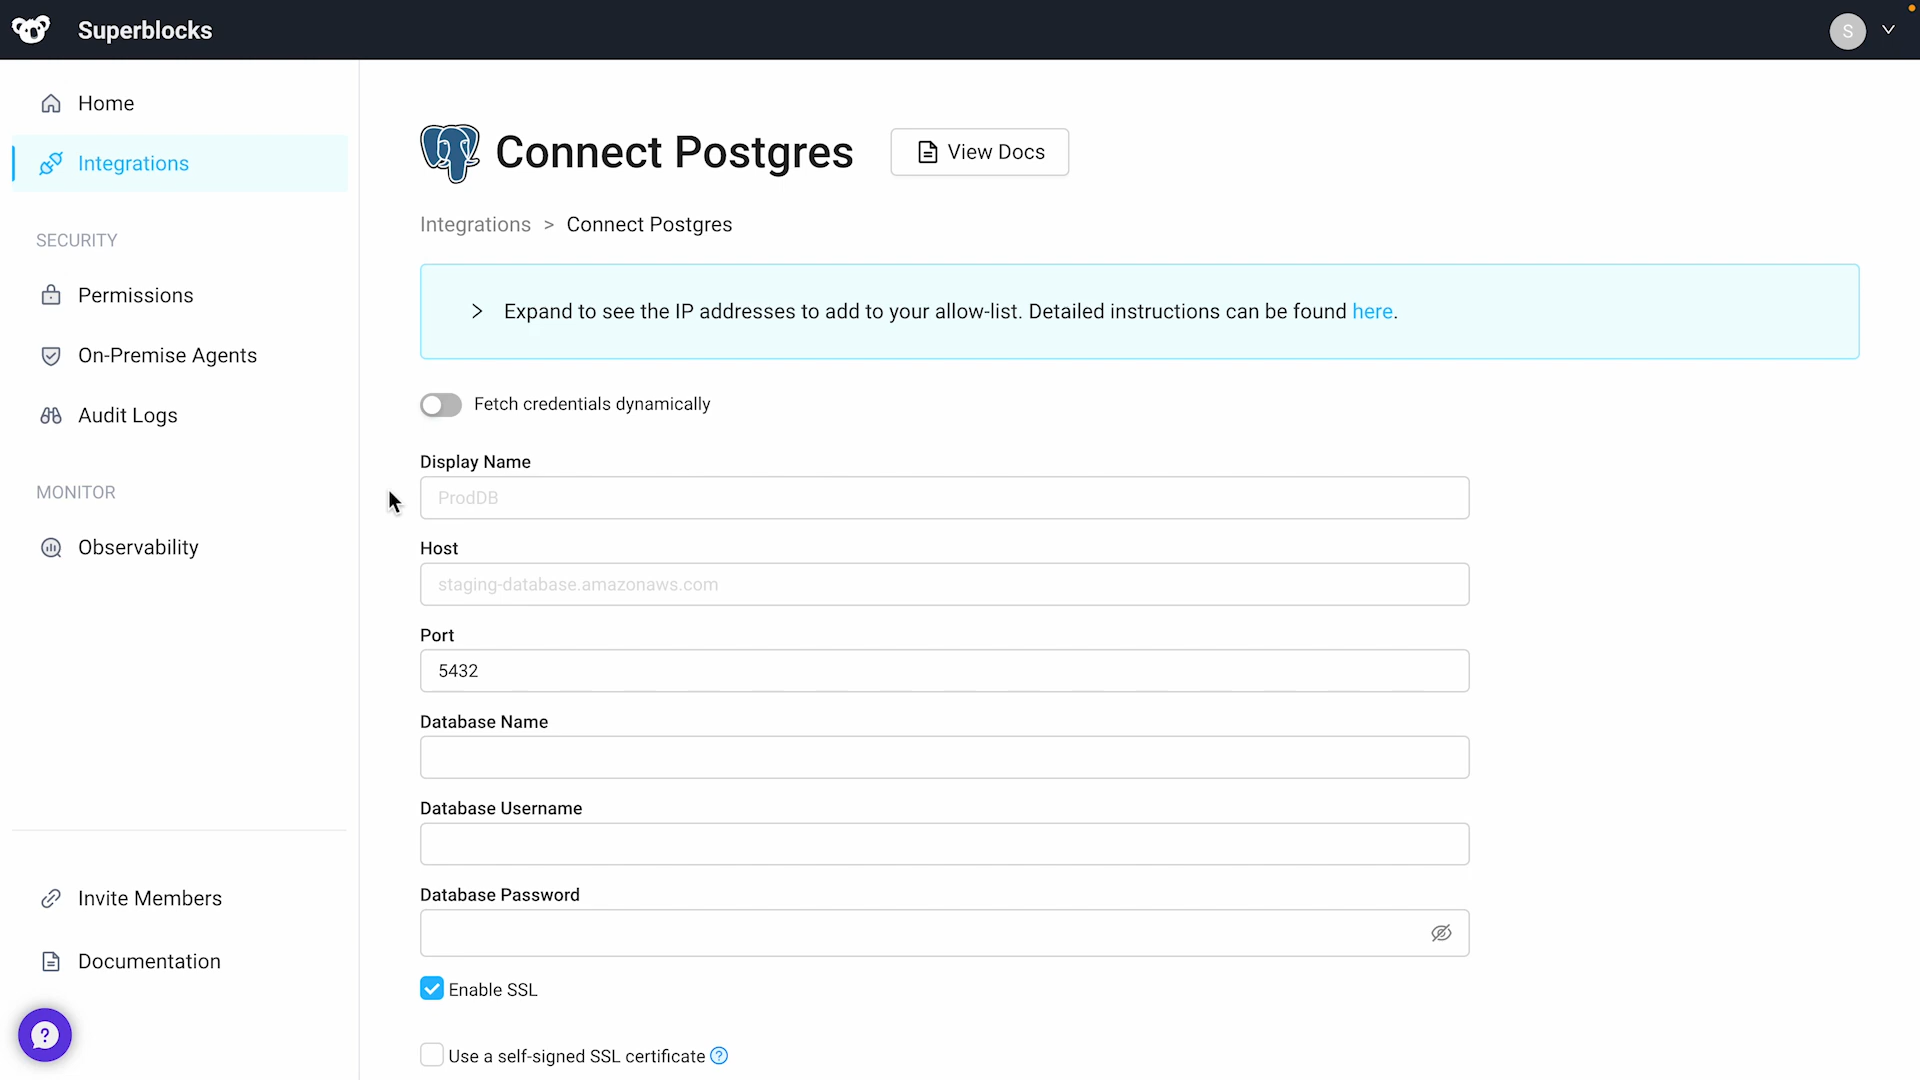 Superblocks
S
Home
Integrations
SECURITY
Permissions
On-Premise Agents
Audit Logs
MONITOR
Observability
Invite Members
Documentation
Connect Postgres
View Docs
Integrations > Connect Postgres
Expand to see the IP addresses to add to your allow-list. Detailed instructions can be found here.
Fetch credentials dynamically
Display Name
ProdDB
Host
staging-database.amazonaws.com
Port
5432
Database Name
Database Username
Database Password
Enable SSL
Use a self-signed SSL certificate ?
?